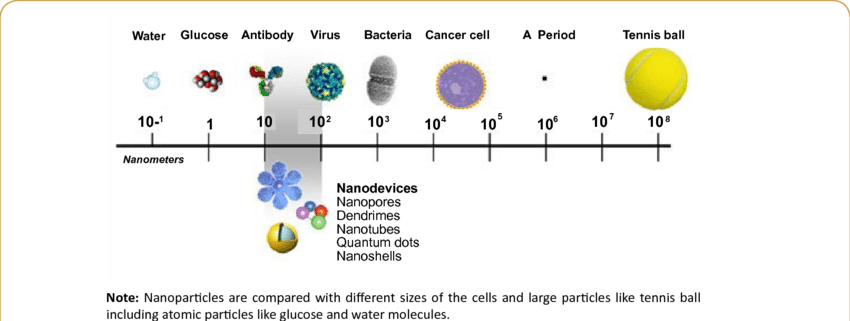 Water Glucose Antibody Virus Bacteria Cancer cell A Period Tennis ball
10-¹ 1 10 10² 10³ 10⁴ 10⁵ 10⁶ 10⁷ 10⁸
Nanometers
Nanodevices
Nanopores
Dendrimes
Nanotubes
Quantum dots
Nanoshells
Note: Nanoparticles are compared with different sizes of the cells and large particles like tennis ball
including atomic particles like glucose and water molecules.